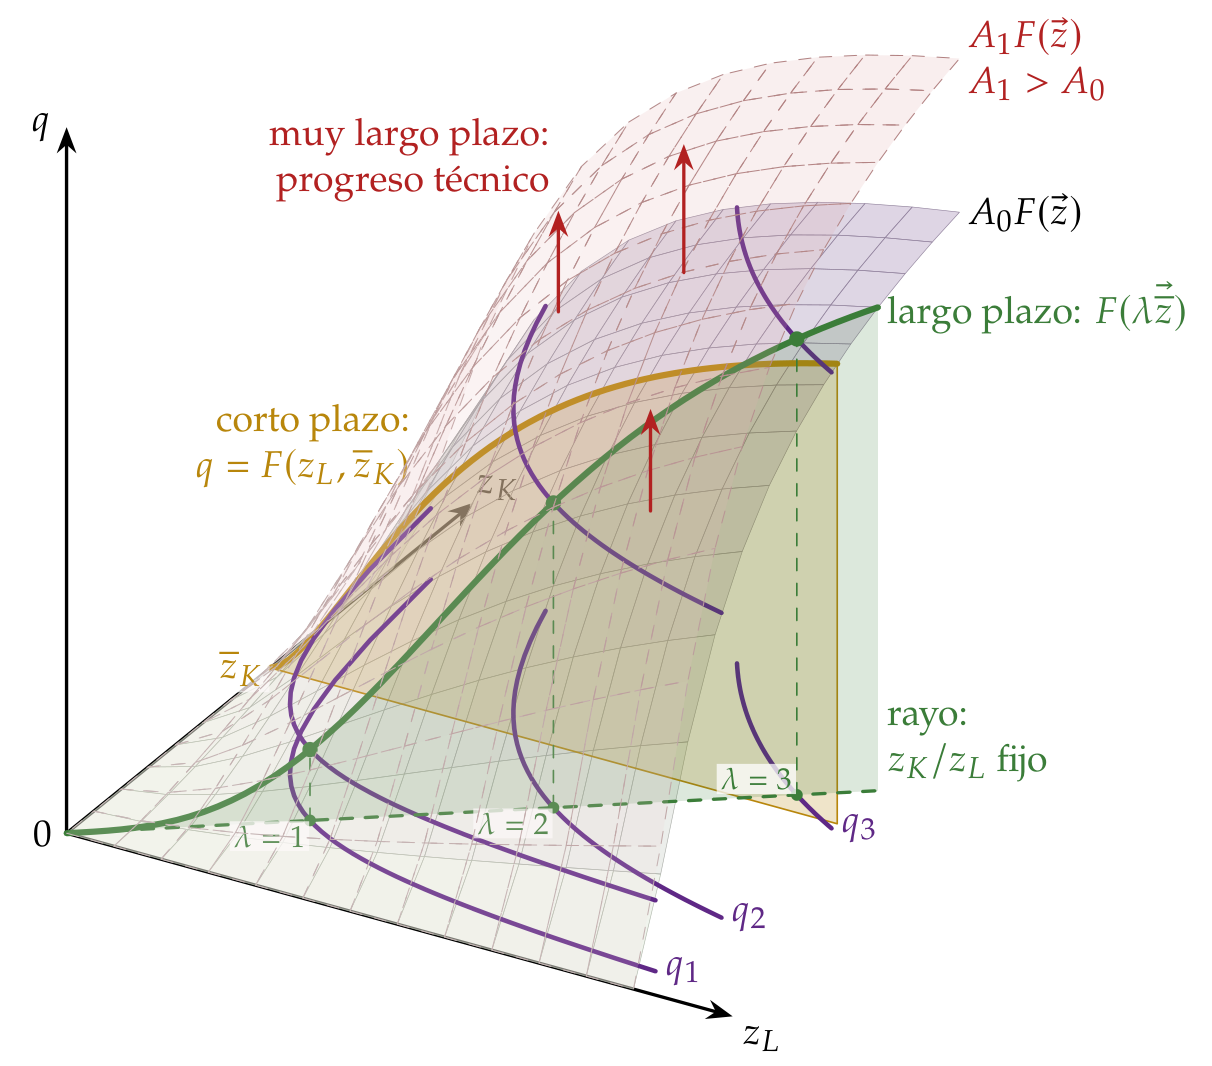 A₁F(z⃗)
A₁ > A₀
q
muy largo plazo:
progreso técnico
A₀F(z⃗)
largo plazo: F(λz̅⃗)
corto plazo:
q = F(z_L, z̅_K)
z_K
z̅_K
rayo:
z_K/z_L fijo
λ = 3
λ = 2
λ = 1
0
q₃
q₂
q₁
z_L